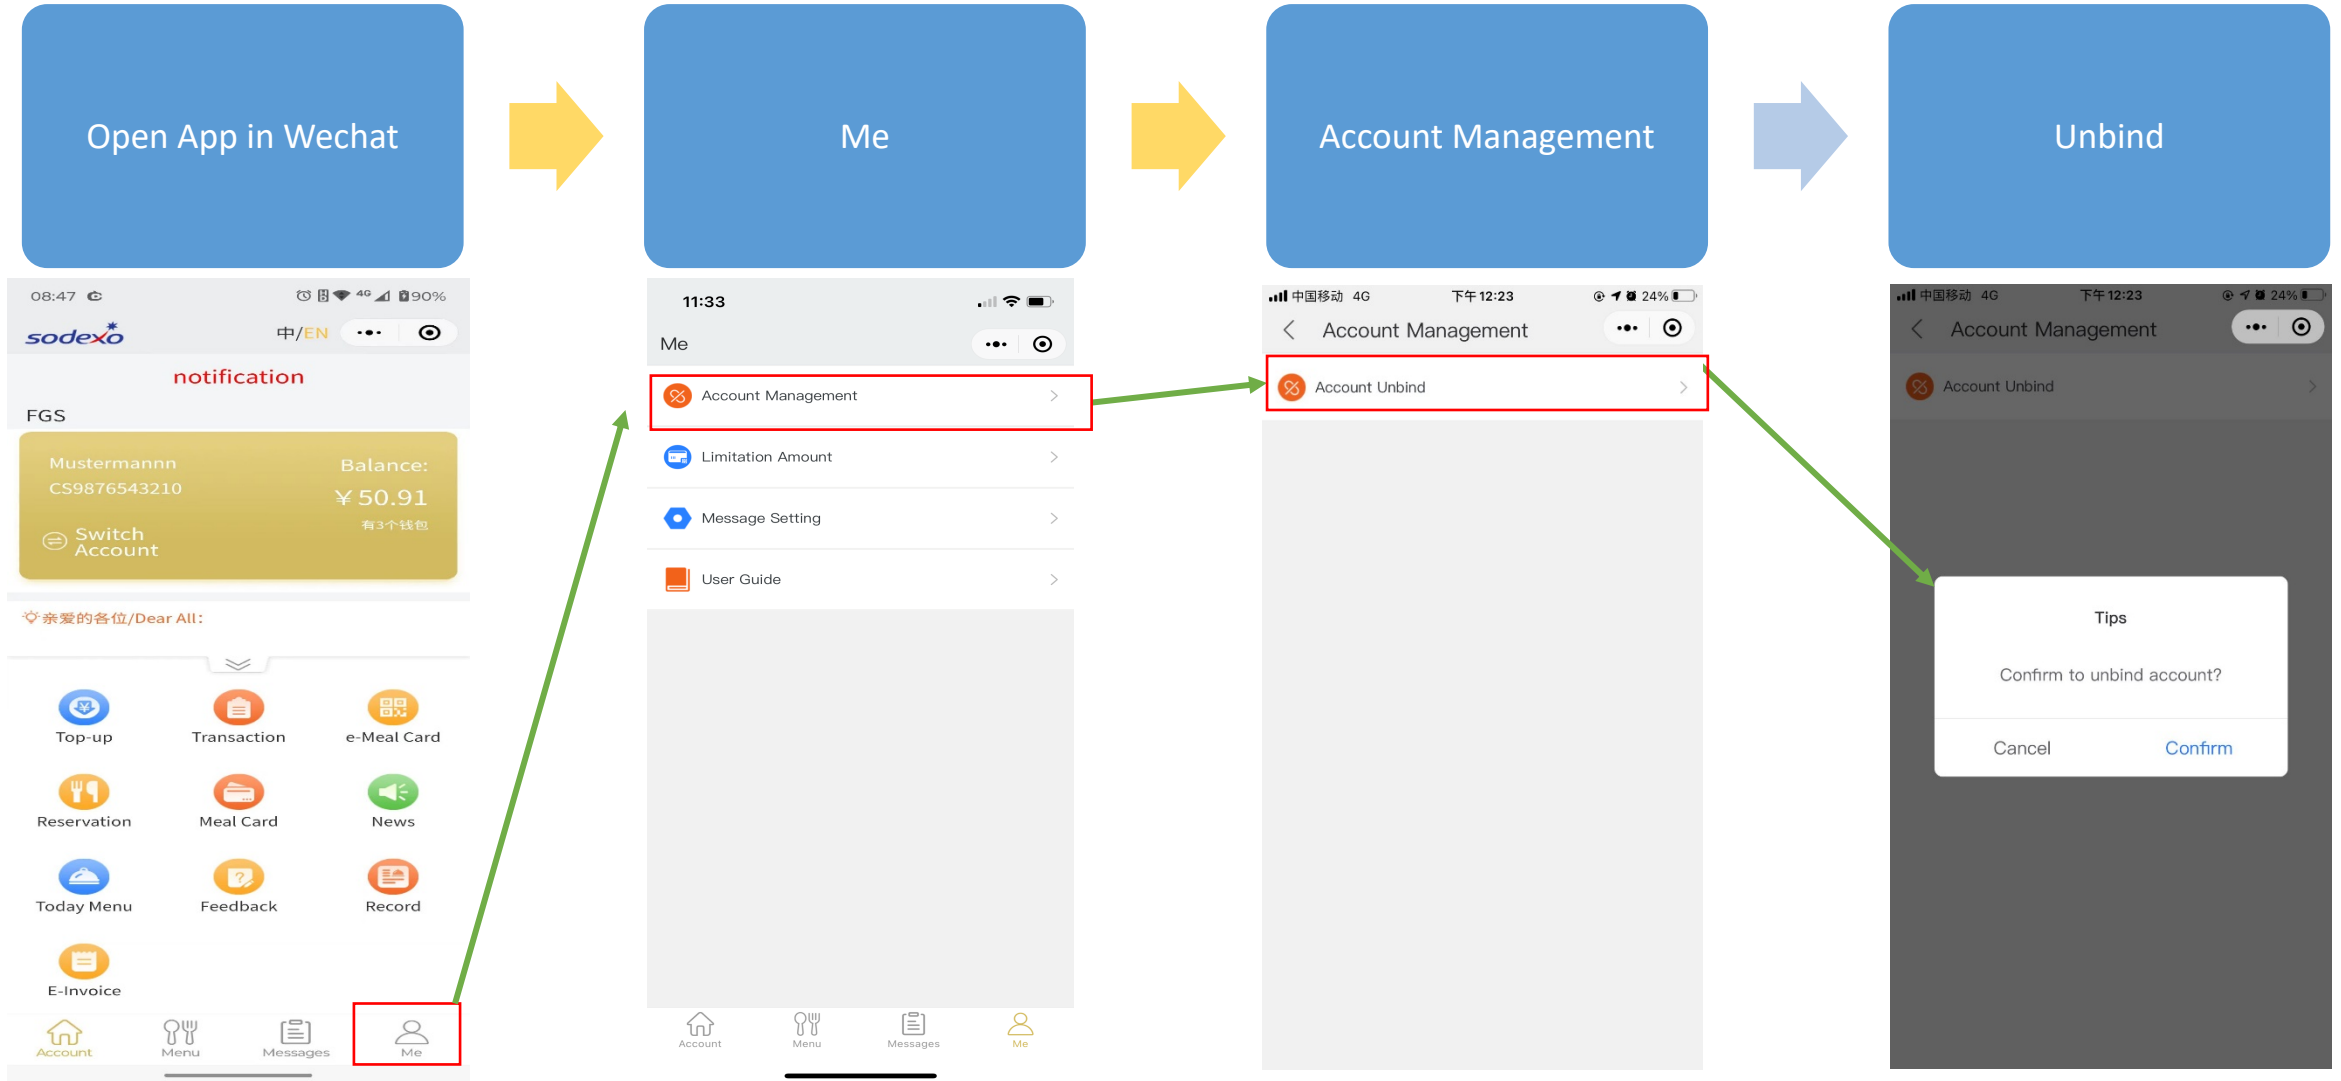 Open App in Wechat
Me
Account Management
Unbind
08:47
4G
90%
sodexo
中/EN
notification
FGS
Mustermannn
CS9876543210
Balance:
¥ 50.91
有3个钱包
Switch
Account
亲爱的各位/Dear All:
Top-up
Transaction
e-Meal Card
Reservation
Meal Card
News
Today Menu
Feedback
Record
E-Invoice
Account
Menu
Messages
Me
11:33
Me
Account Management
Limitation Amount
Message Setting
User Guide
Account
Menu
Messages
Me
中国移动 4G
下午 12:23
24%
Account Management
Account Unbind
中国移动 4G
下午 12:23
24%
Account Management
Account Unbind
Tips
Confirm to unbind account?
Cancel
Confirm